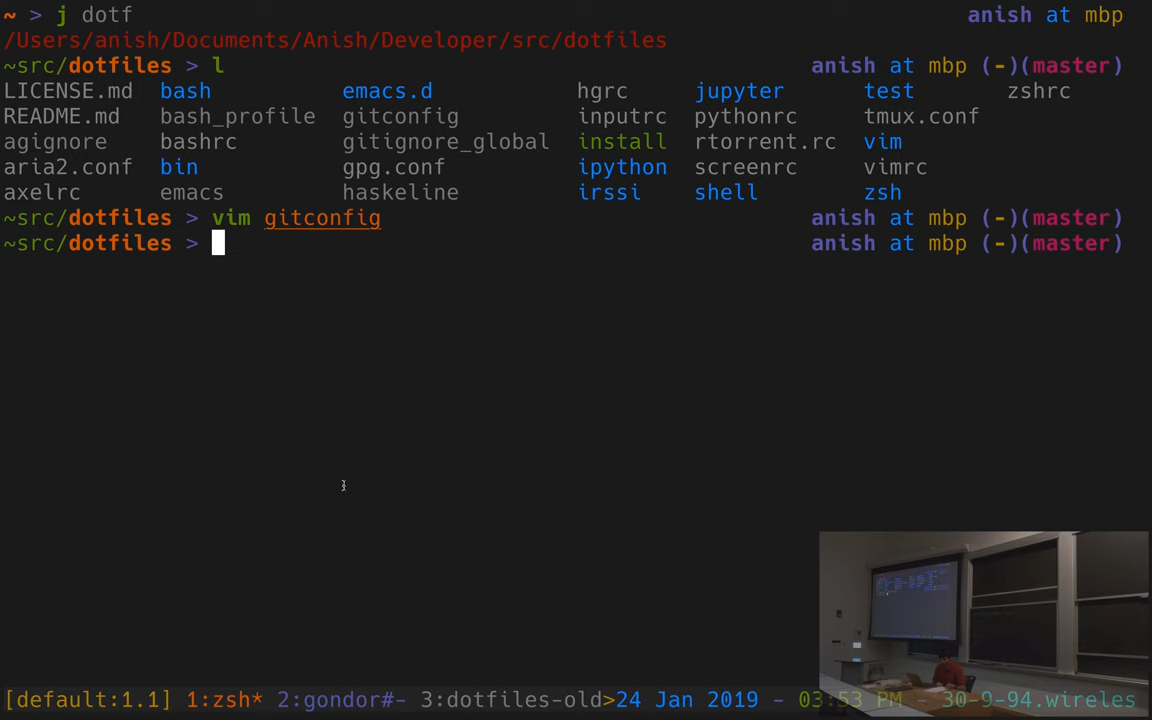 ~ > j dotf anish at mbp
/Users/anish/Documents/Anish/Developer/src/dotfiles
~src/dotfiles > l anish at mbp (-)(master)
LICENSE.md bash emacs.d hgrc jupyter test zshrc
README.md bash_profile gitconfig inputrc pythonrc tmux.conf
agignore bashrc gitignore_global install rtorrent.rc vim
aria2.conf bin gpg.conf ipython screenrc vimrc
axelrc emacs haskeline irssi shell zsh
~src/dotfiles > vim gitconfig anish at mbp (-)(master)
~src/dotfiles > anish at mbp (-)(master)
[default:1.1] 1:zsh* 2:gondor#- 3:dotfiles-old>24 Jan 2019 - 03:53 PM - 30-9-94.wireles